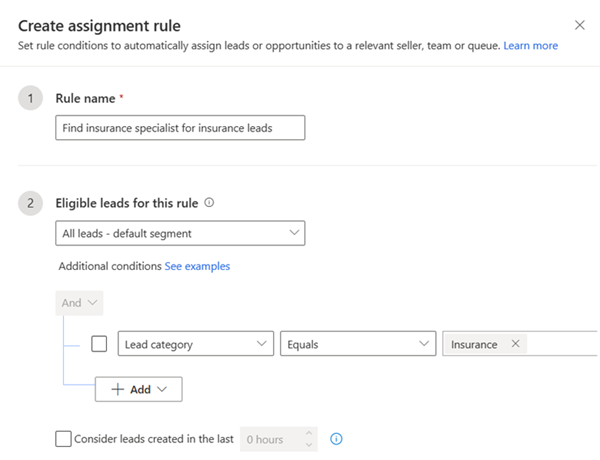 Create assignment rule
Set rule conditions to automatically assign leads or opportunities to a relevant seller, team or queue. Learn more
1 Rule name *
Find insurance specialist for insurance leads
2 Eligible leads for this rule
All leads - default segment
Additional conditions See examples
And
Lead category Equals Insurance
Add
Consider leads created in the last 0 hours